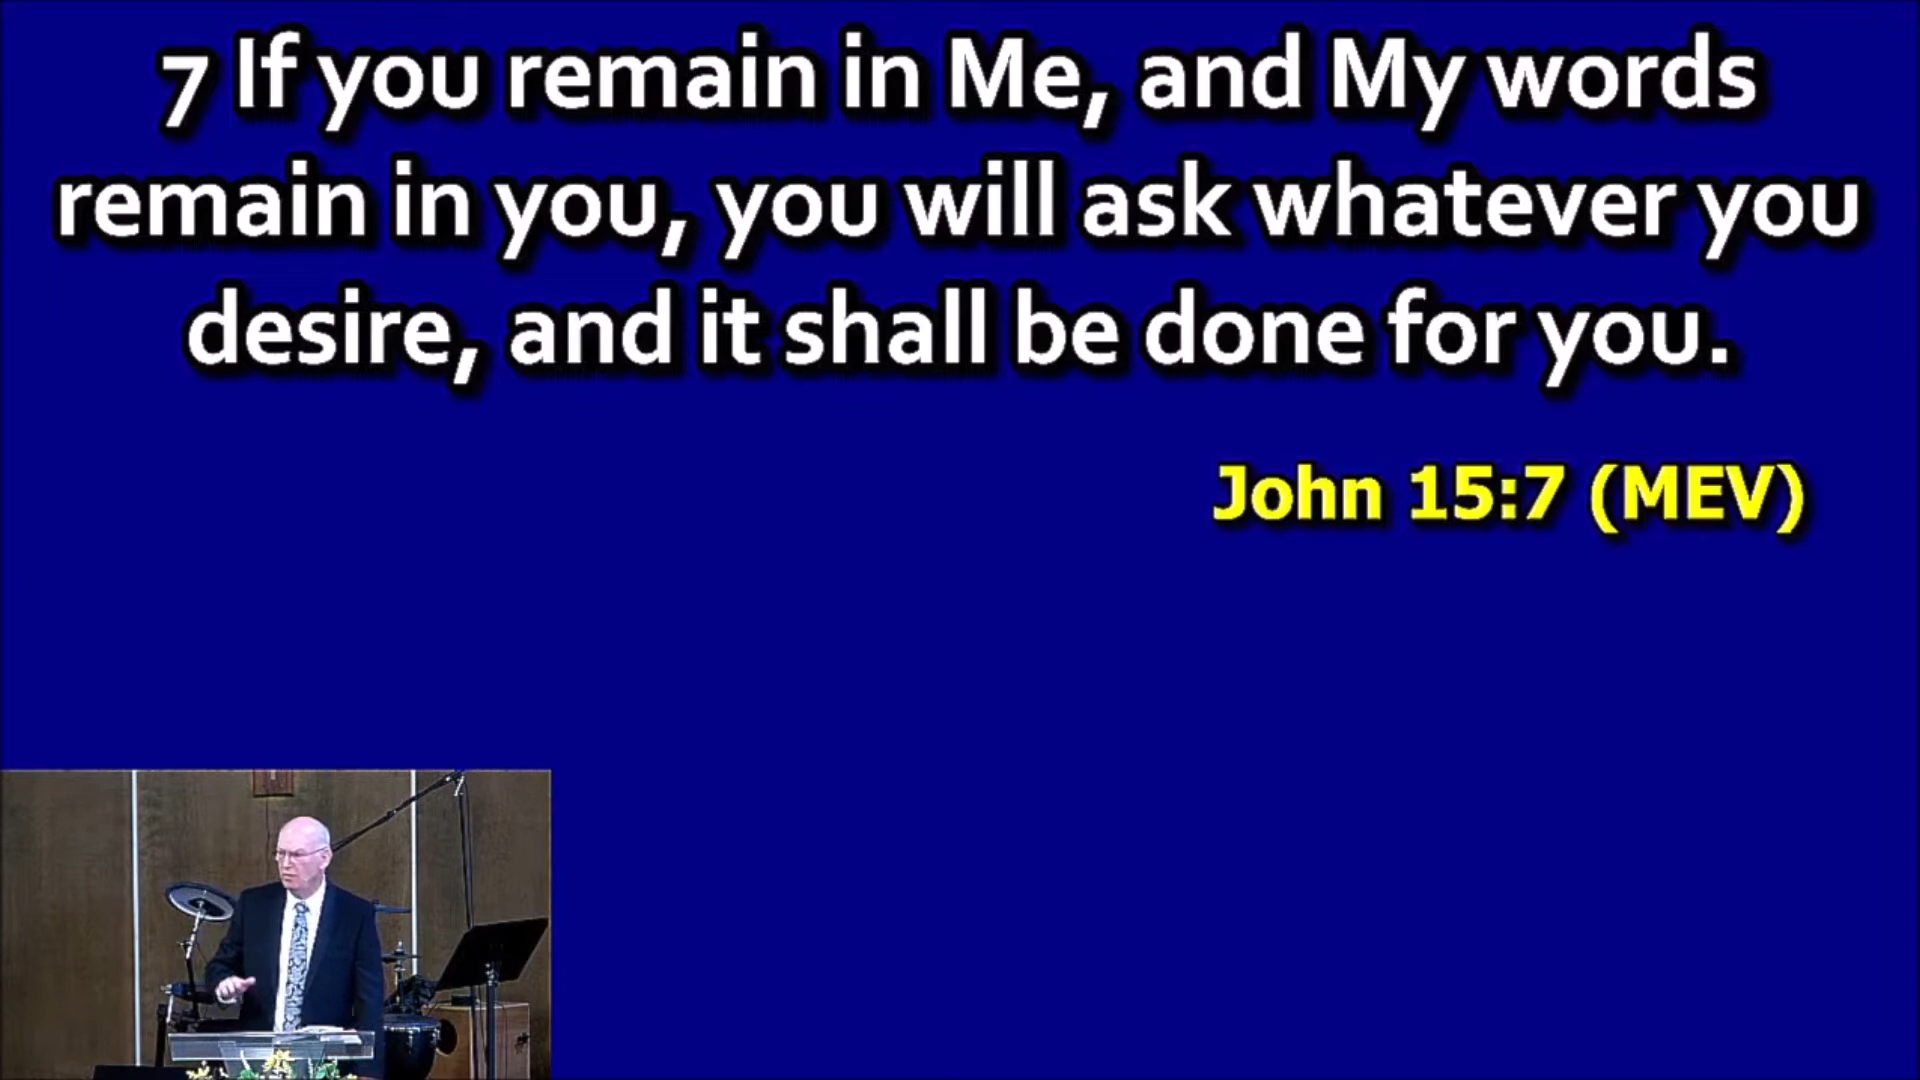 7 If you remain in Me, and My words
remain in you, you will ask whatever you
desire, and it shall be done for you.
John 15:7 (MEV)